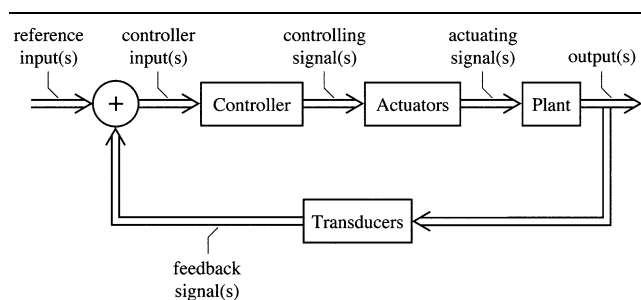 reference
input(s)
controller
input(s)
controlling
signal(s)
actuating
signal(s)
output(s)
+
Controller
Actuators
Plant
Transducers
feedback
signal(s)